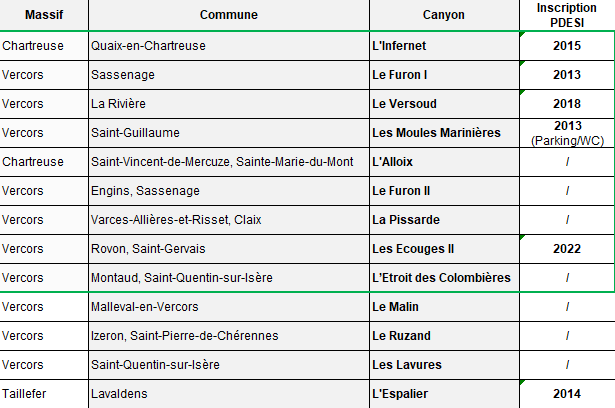 Massif Commune Canyon Inscription PDESI
Chartreuse Quaix-en-Chartreuse L'Infernet 2015
Vercors Sassenage Le Furon I 2013
Vercors La Rivière Le Versoud 2018
Vercors Saint-Guillaume Les Moules Marinières 2013 (Parking/WC)
Chartreuse Saint-Vincent-de-Mercuze, Sainte-Marie-du-Mont L'Alloix /
Vercors Engins, Sassenage Le Furon II /
Vercors Varces-Allières-et-Risset, Claix La Pissarde /
Vercors Rovon, Saint-Gervais Les Ecouges II 2022
Vercors Montaud, Saint-Quentin-sur-Isère L'Etroit des Colombières /
Vercors Malleval-en-Vercors Le Malin /
Vercors Izeron, Saint-Pierre-de-Chérennes Le Ruzand /
Vercors Saint-Quentin-sur-Isère Les Lavures /
Taillefer Lavaldens L'Espalier 2014